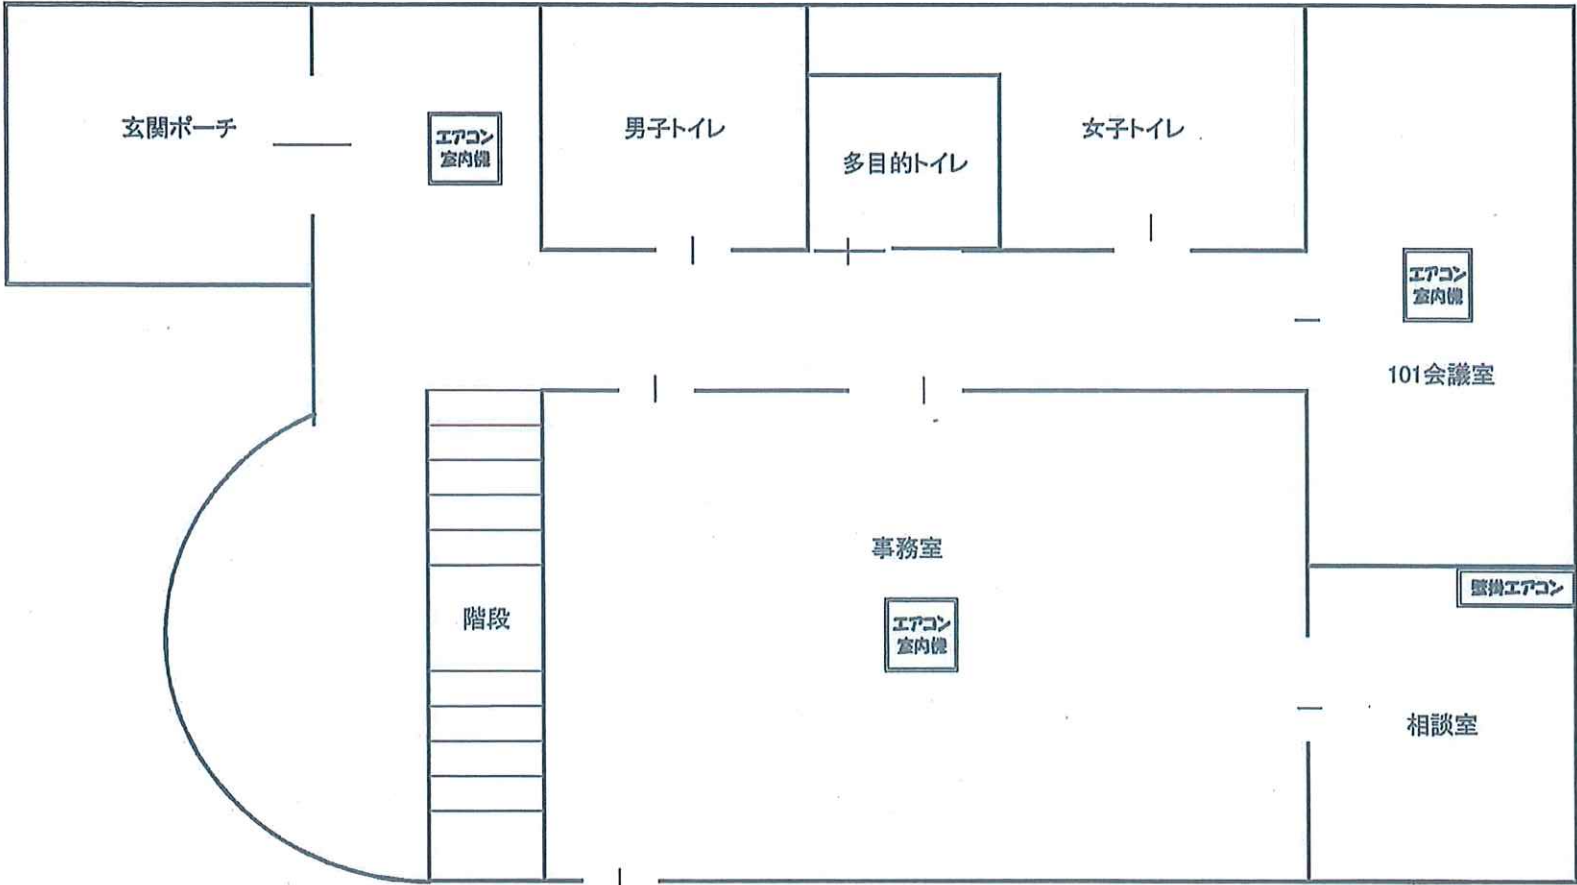 玄関ポーチ
エアコン
室内機
男子トイレ
多目的トイレ
女子トイレ
エアコン
室内機
101会議室
事務室
エアコン
室内機
階段
壁掛エアコン
相談室